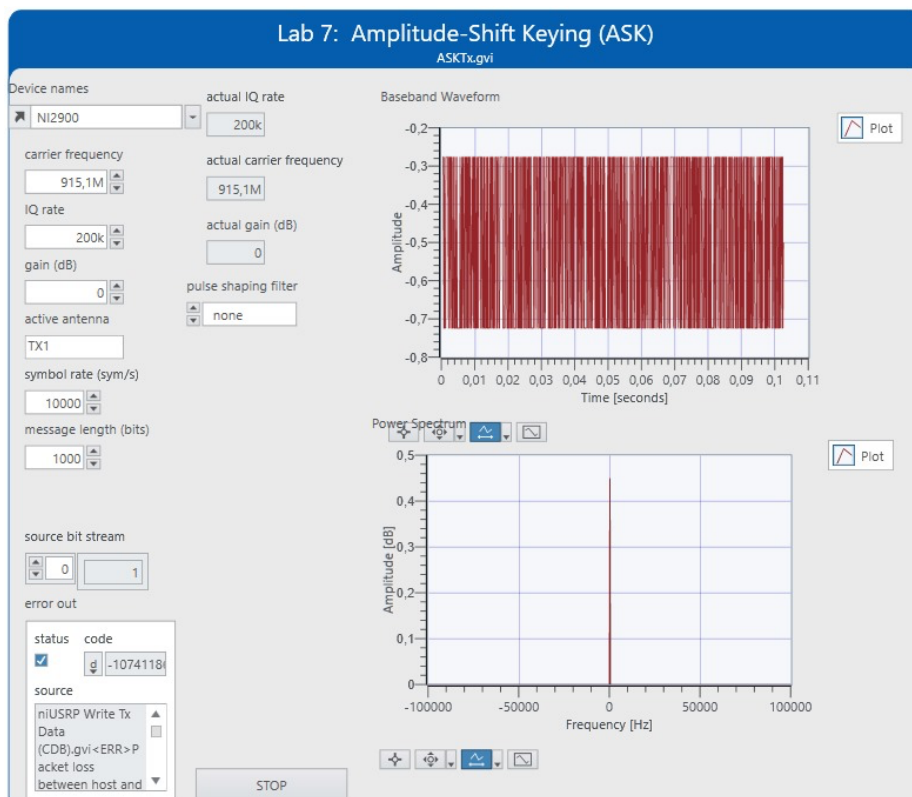 Lab 7: Amplitude-Shift Keying (ASK)
ASKTx.gvi
Device names
NI2900
carrier frequency
915,1M
IQ rate
200k
gain (dB)
0
active antenna
TX1
symbol rate (sym/s)
10000
message length (bits)
1000
source bit stream
0
1
error out
status code
d -1074118
source
niUSRP Write Tx
Data
(CDB).gvi<ERR>P
acket loss
between host and
actual IQ rate
200k
actual carrier frequency
915,1M
actual gain (dB)
0
pulse shaping filter
none
STOP
Baseband Waveform
Plot
Amplitude
-0,2
-0,3
-0,4
-0,5
-0,6
-0,7
-0,8
0 0,01 0,02 0,03 0,04 0,05 0,06 0,07 0,08 0,09 0,1 0,11
Time [seconds]
Power Spectrum
Plot
Amplitude [dB]
0,5
0,4
0,3
0,2
0,1
0
-100000 -50000 0 50000 100000
Frequency [Hz]